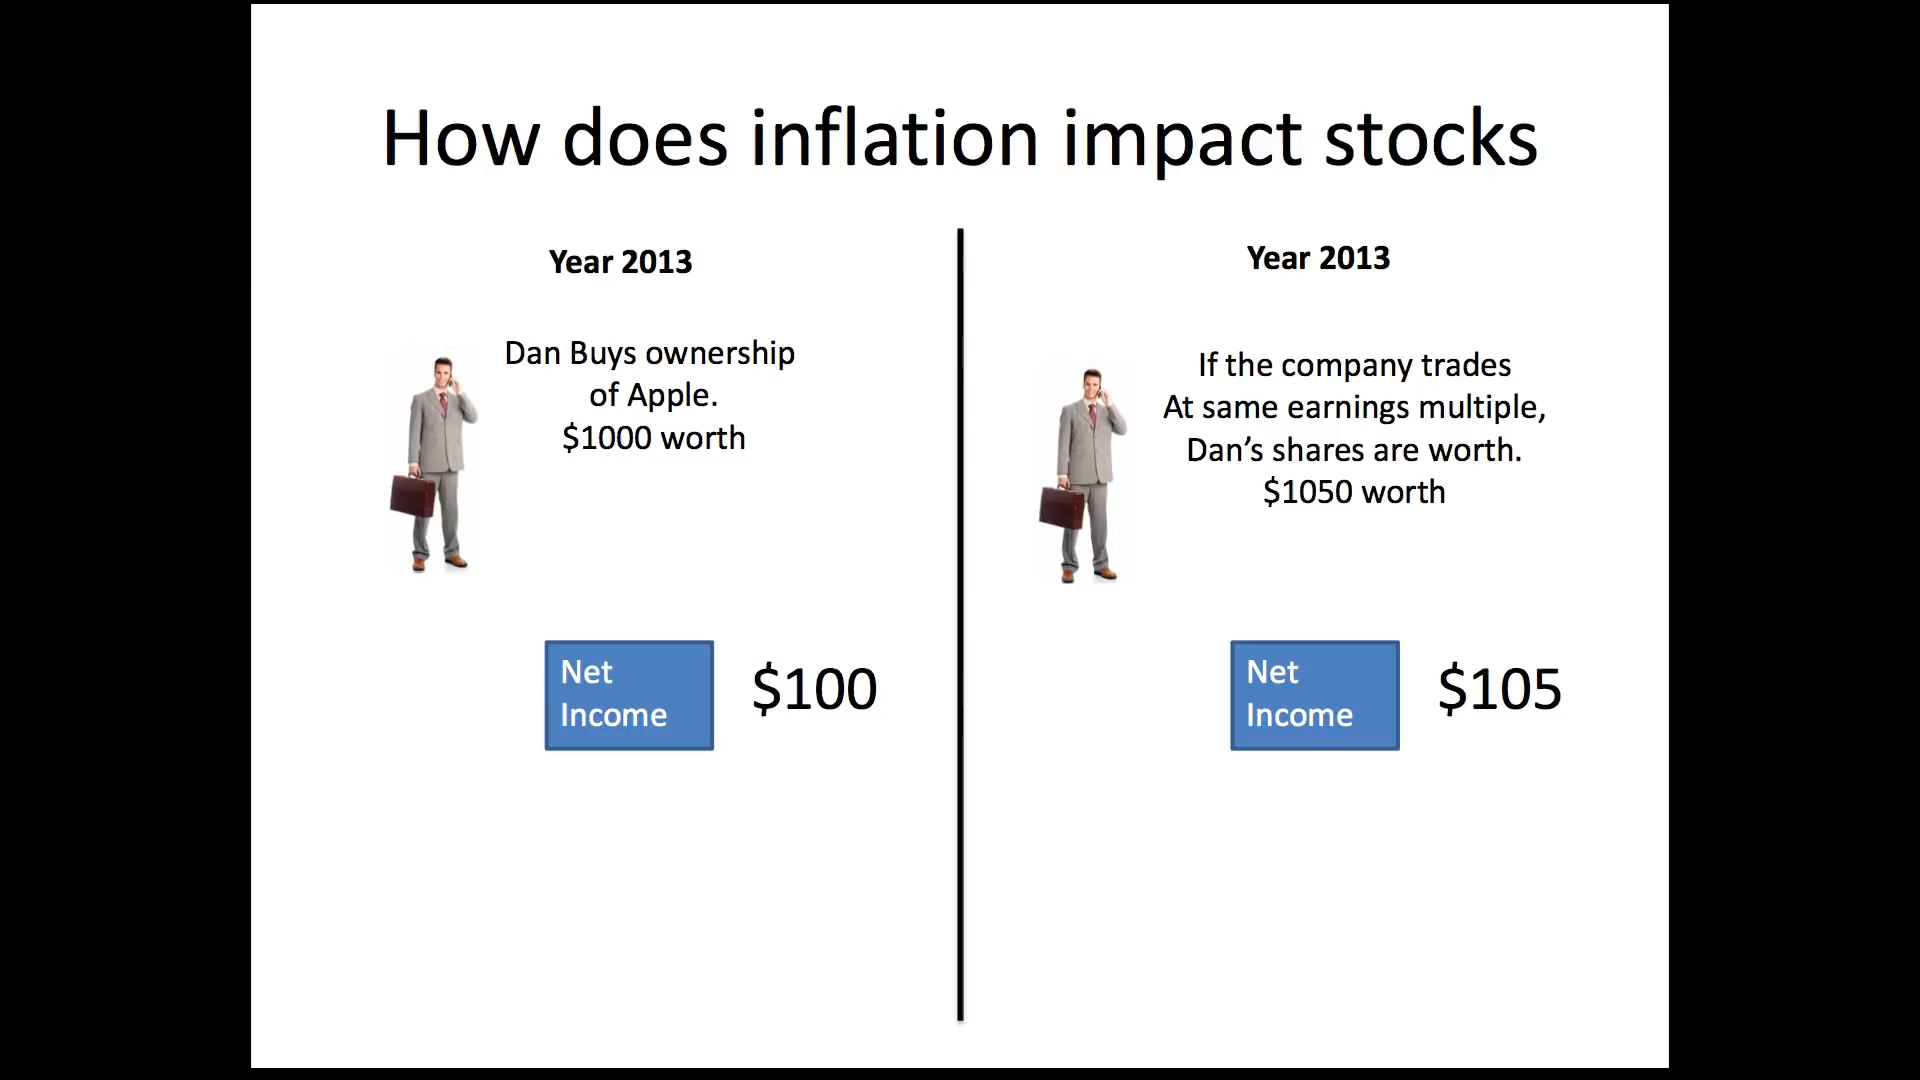 How does inflation impact stocks
Year 2013
Dan Buys ownership
of Apple.
$1000 worth
Net
Income
$100
Year 2013
If the company trades
At same earnings multiple,
Dan’s shares are worth.
$1050 worth
Net
Income
$105